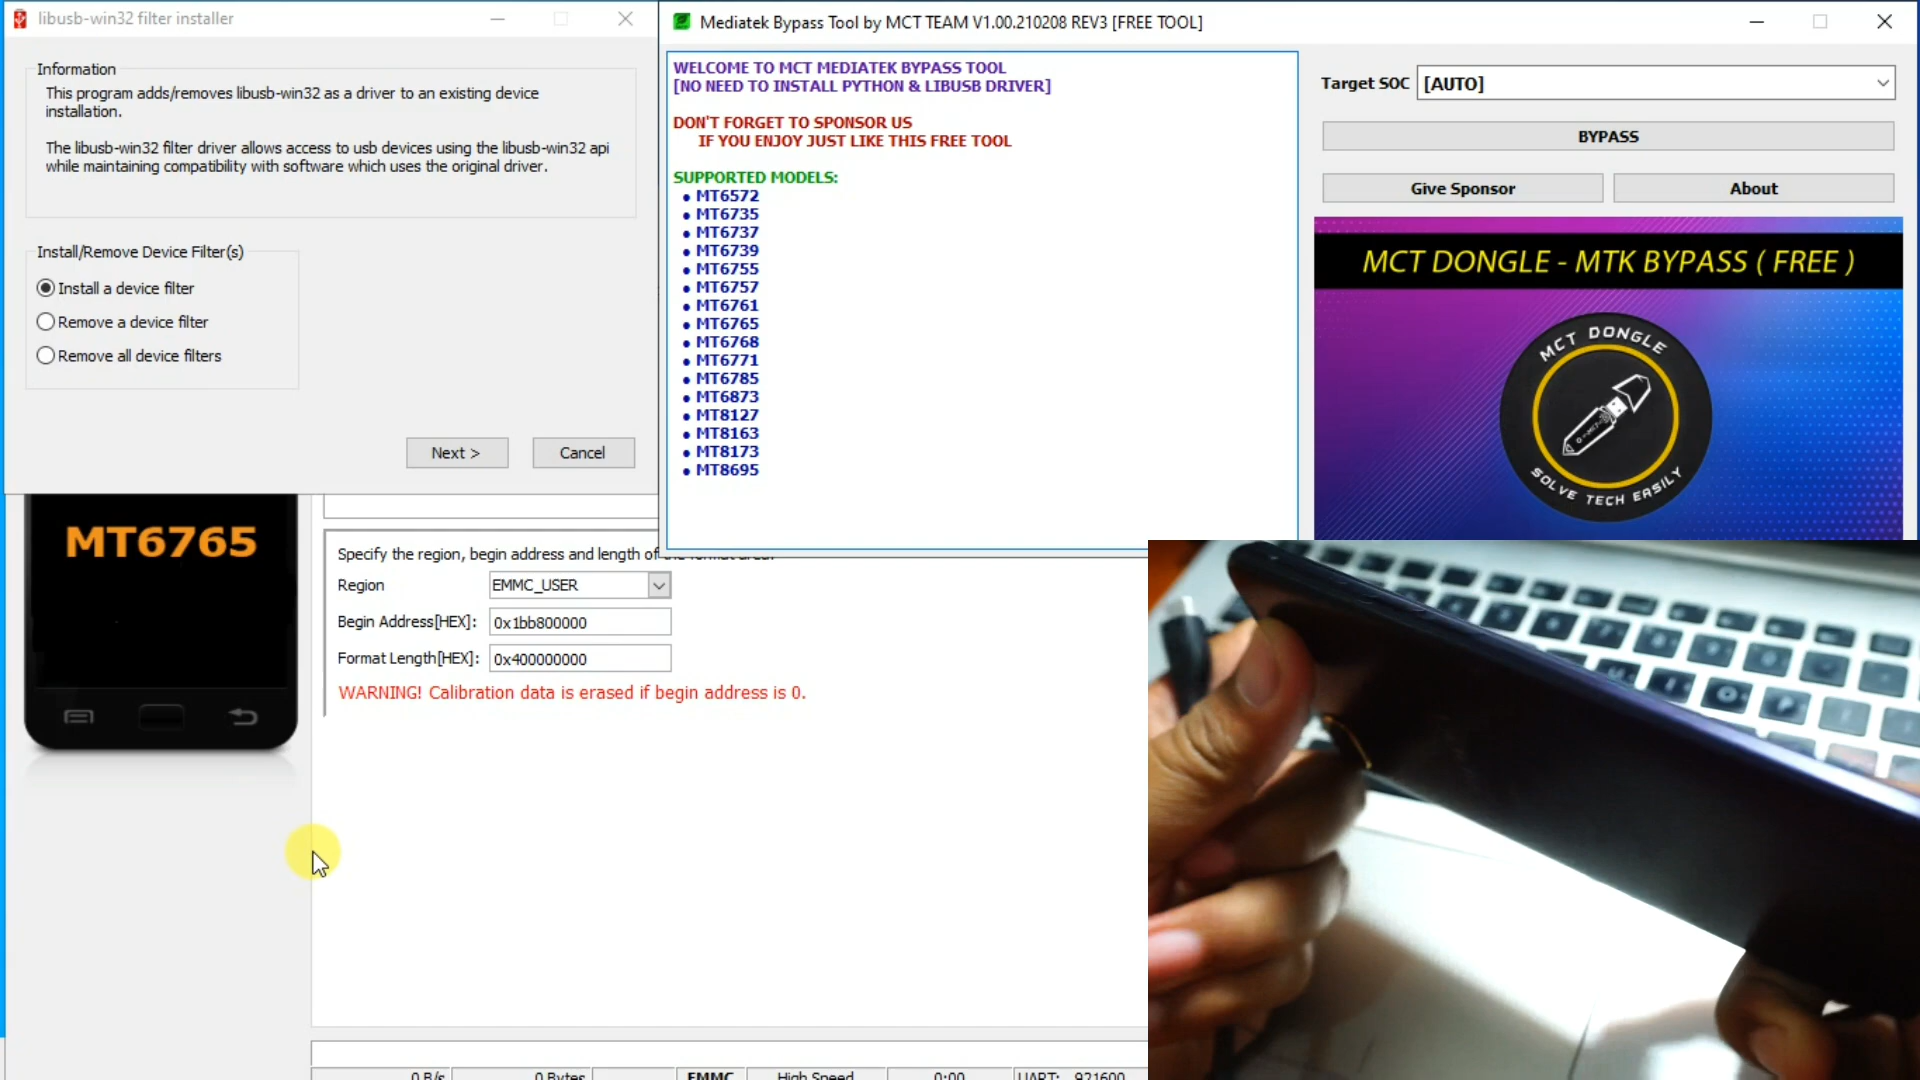 libusb-win32 filter installer
Information
This program adds/removes libusb-win32 as a driver to an existing device
installation.
The libusb-win32 filter driver allows access to usb devices using the libusb-win32 api
while maintaining compatibility with software which uses the original driver.
Install/Remove Device Filter(s)
Install a device filter
Remove a device filter
Remove all device filters
Next >
Cancel
Mediatek Bypass Tool by MCT TEAM V1.00.210208 REV3 [FREE TOOL]
WELCOME TO MCT MEDIATEK BYPASS TOOL
[NO NEED TO INSTALL PYTHON & LIBUSB DRIVER]
DON'T FORGET TO SPONSOR US
IF YOU ENJOY JUST LIKE THIS FREE TOOL
SUPPORTED MODELS:
• MT6572
• MT6735
• MT6737
• MT6739
• MT6755
• MT6757
• MT6761
• MT6765
• MT6768
• MT6771
• MT6785
• MT6873
• MT8127
• MT8163
• MT8173
• MT8695
Target SOC [AUTO]
BYPASS
Give Sponsor
About
MCT DONGLE - MTK BYPASS ( FREE )
MCT DONGLE
SOLVE TECH EASILY
MT6765
Specify the region, begin address and length of the format area.
Region EMMC_USER
Begin Address[HEX]: 0x1bb800000
Format Length[HEX]: 0x400000000
WARNING! Calibration data is erased if begin address is 0.
0 B/s 0 Bytes EMMC High Speed 0:00 UART: 921600